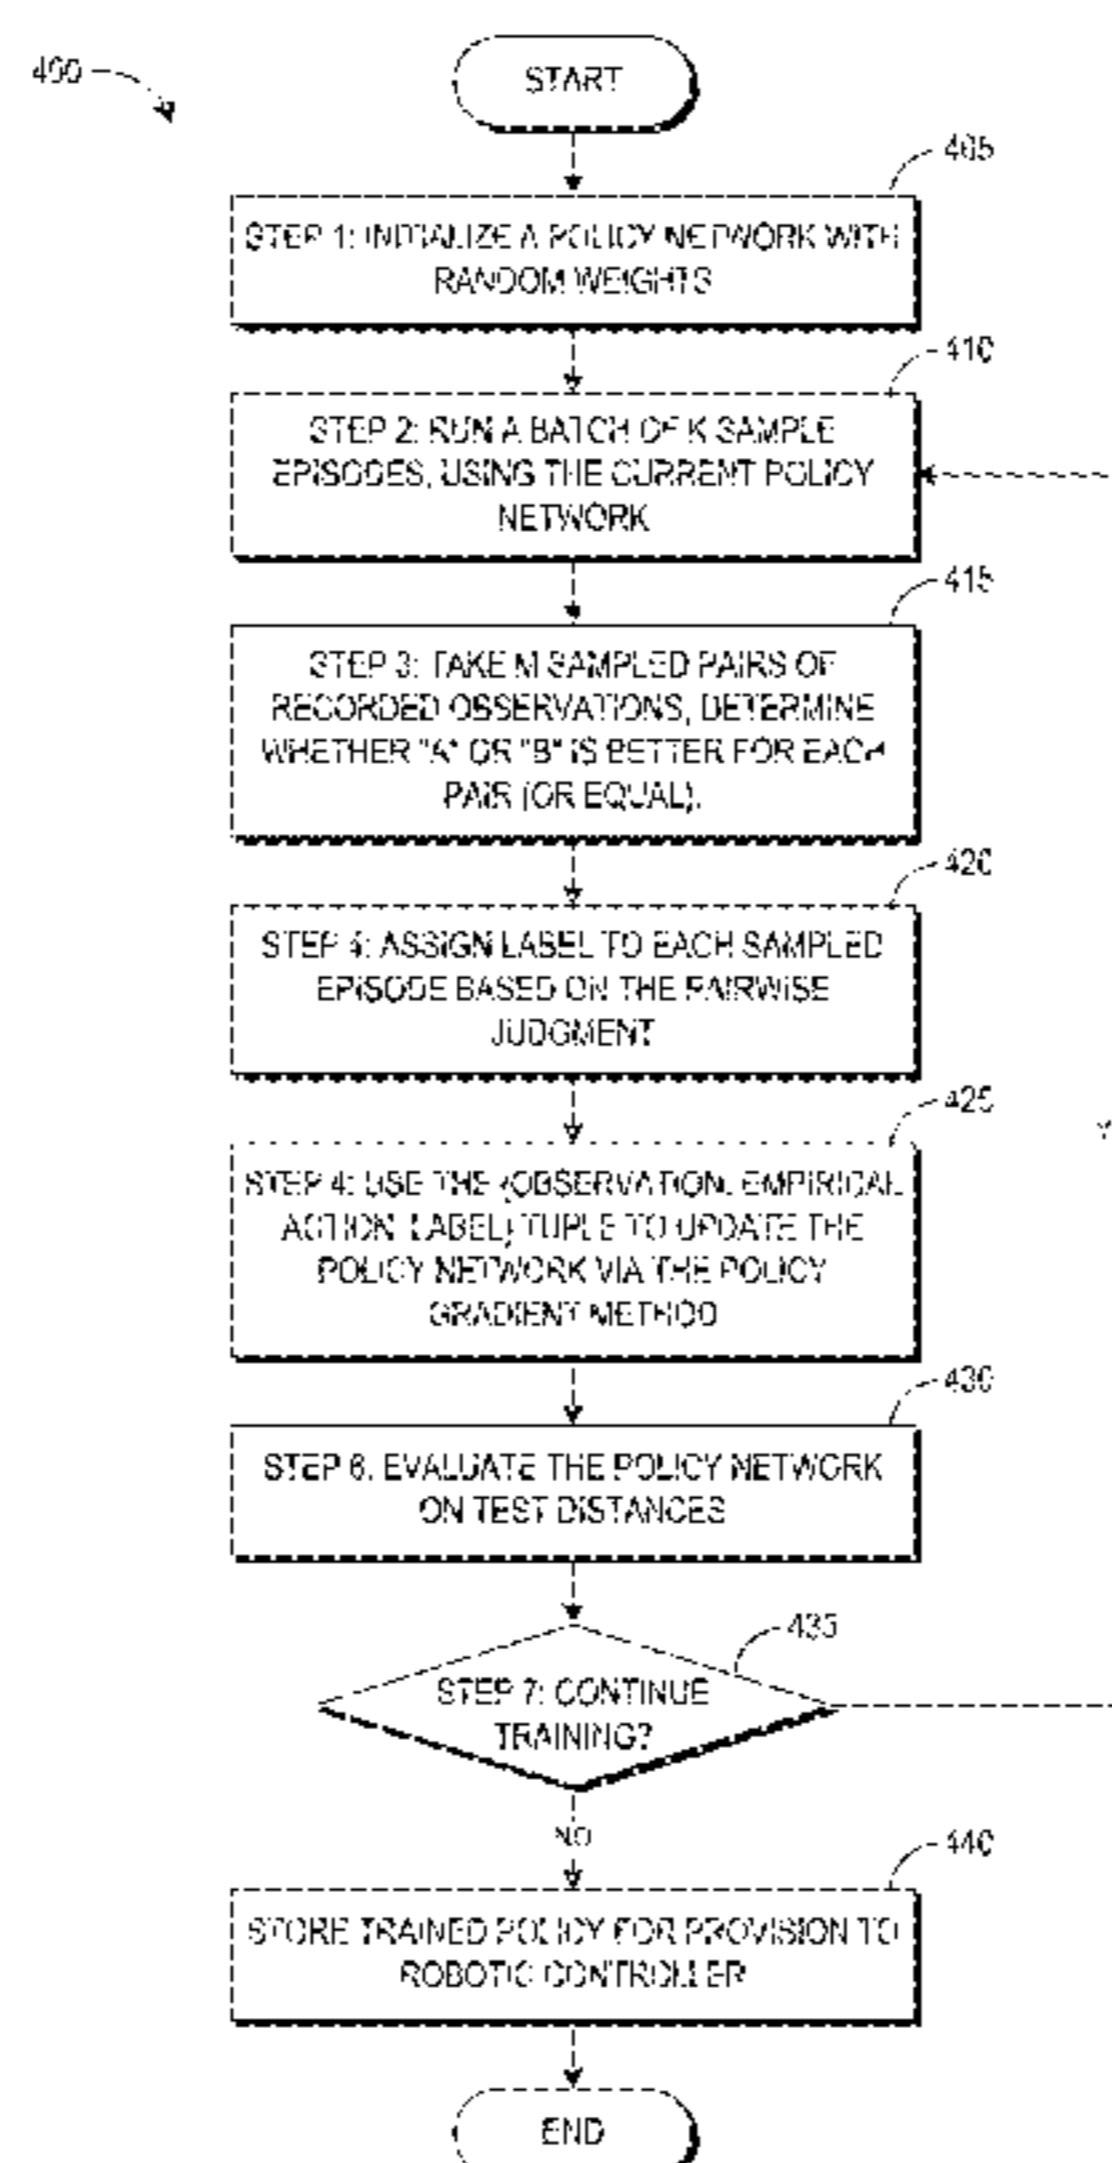 400
START
405
STEP 1: INITIALIZE A POLICY NETWORK WITH
RANDOM WEIGHTS
410
STEP 2: RUN A BATCH OF K SAMPLE
EPISODES, USING THE CURRENT POLICY
NETWORK
415
STEP 3: TAKE M SAMPLED PAIRS OF
RECORDED OBSSERVATIONS, DETERMINE
WHETHER "A" OR "B" IS BETTER FOR EACH
PAIR (OR EQUAL).
420
STEP 4: ASSIGN LABEL TO EACH SAMPLED
EPISODE BASED ON THE PAIRWISE
JUDGMENT
425
STEP 4: USE THE (OBSERVATION, EMPIRICAL
ACTION, LABEL) TUPLE TO UPDATE THE
POLICY NETWORK VIA THE POLICY
GRADIENT METHOD
430
STEP 6. EVALUATE THE POLICY NETWORK
ON TEST DISTANCES
435
STEP 7: CONTINUE
TRAINING?
NO
440
STORE TRAINED POLICY FOR PROVISION TO
ROBOTIC CONTROLLER
END